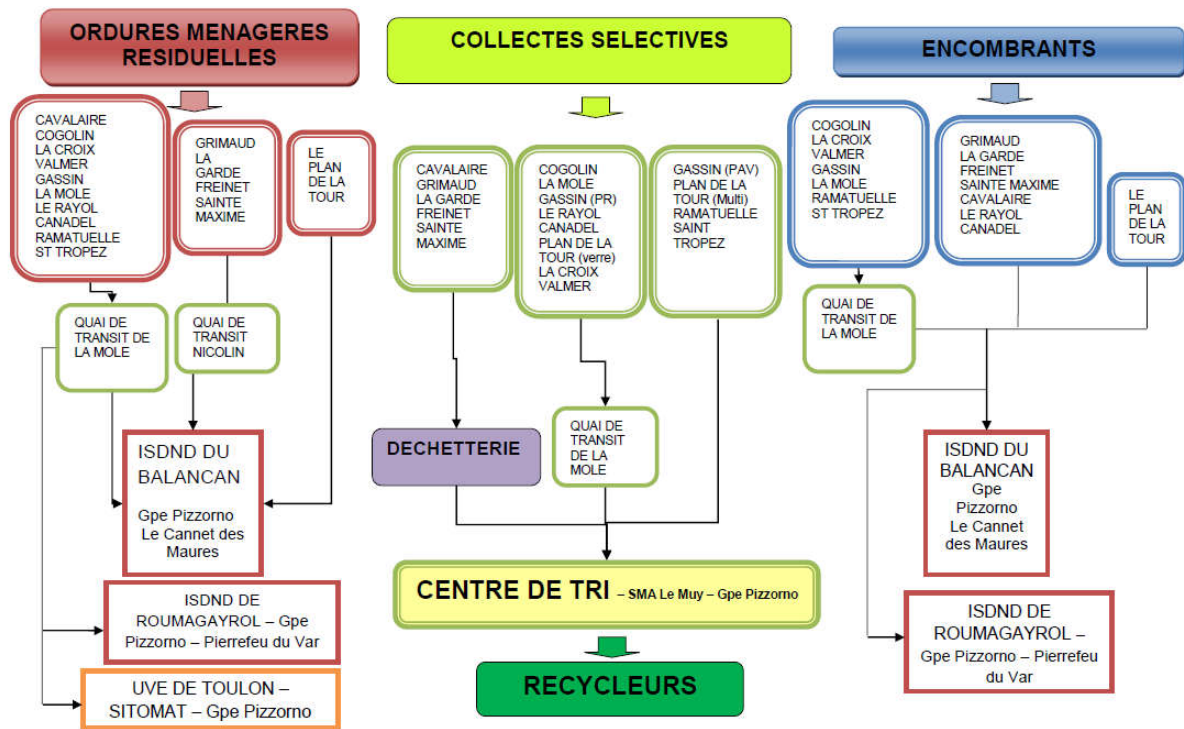 ORDURES MENAGERES
RESIDUELLES
CAVALAIRE
COGOLIN
LA CROIX
VALMER
GASSIN
LA MOLE
LE RAYOL
CANADEL
RAMATUELLE
ST TROPEZ
GRIMAUD
LA
GARDE
FREINET
SAINTE
MAXIME
LE
PLAN
DE LA
TOUR
QUAI DE
TRANSIT DE
LA MOLE
QUAI DE
TRANSIT
NICOLIN
ISDND DU
BALANCAN
Gpe Pizzorno
Le Cannet des
Maures
ISDND DE
ROUMAGAYROL – Gpe
Pizzorno – Pierrefeu du Var
UVE DE TOULON –
SITOMAT – Gpe Pizzorno
COLLECTES SELECTIVES
CAVALAIRE
GRIMAUD
LA GARDE
FREINET
SAINTE
MAXIME
COGOLIN
LA MOLE
GASSIN (PR)
LE RAYOL
CANADEL
PLAN DE LA
TOUR (verre)
LA CROIX
VALMER
GASSIN (PAV)
PLAN DE LA
TOUR (Multi)
RAMATUELLE
SAINT
TROPEZ
DECHETTERIE
QUAI DE
TRANSIT
DE LA
MOLE
CENTRE DE TRI – SMA Le Muy – Gpe Pizzorno
RECYCLEURS
ENCOMBRANTS
COGOLIN
LA CROIX
VALMER
GASSIN
LA MOLE
RAMATUELLE
ST TROPEZ
GRIMAUD
LA GARDE
FREINET
SAINTE MAXIME
CAVALAIRE
LE RAYOL
CANADEL
LE
PLAN
DE LA
TOUR
QUAI DE
TRANSIT DE
LA MOLE
ISDND DU
BALANCAN
Gpe
Pizzorno
Le Cannet
des Maures
ISDND DE
ROUMAGAYROL –
Gpe Pizzorno – Pierrefeu
du Var